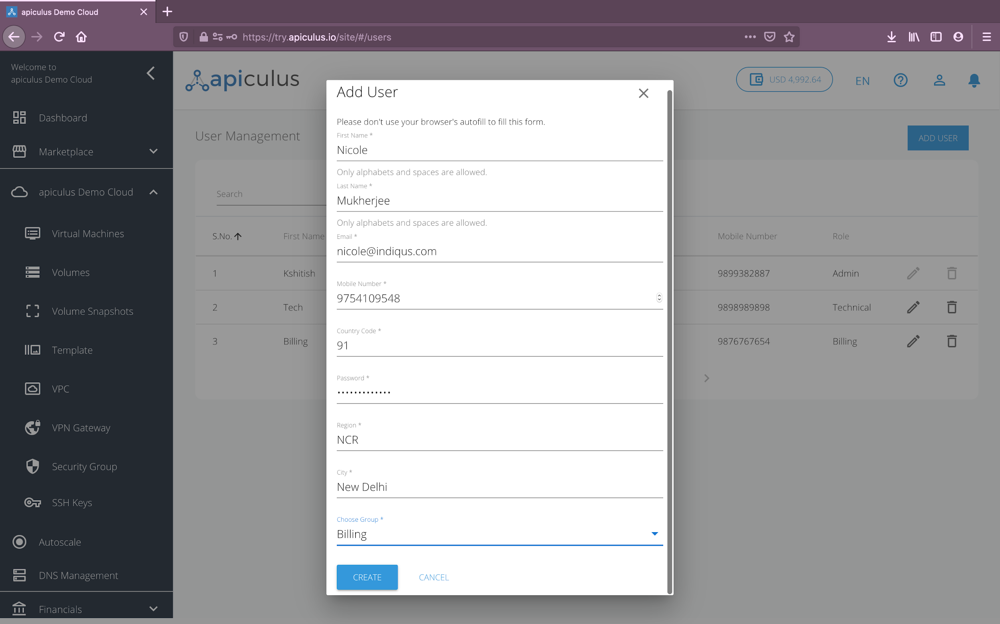 apiculus Demo Cloud
https://try.apiculus.io/site/#/users
Welcome to
apiculus Demo Cloud
Dashboard
Marketplace
apiculus Demo Cloud
Virtual Machines
Volumes
Volume Snapshots
Template
VPC
VPN Gateway
Security Group
SSH Keys
Autoscale
DNS Management
Financials
apiculus
USD 4,992.64
EN
User Management
ADD USER
Search
S.No.
First Name
Mobile Number
Role
1
Kshitish
9899382887
Admin
2
Tech
9898989898
Technical
3
Billing
9876767654
Billing
Add User
Please don't use your browser's autofill to fill this form.
First Name *
Nicole
Only alphabets and spaces are allowed.
Last Name *
Mukherjee
Only alphabets and spaces are allowed.
Email *
nicole@indiqus.com
Mobile Number *
9754109548
Country Code *
91
Password *
•••••••••••••
Region *
NCR
City *
New Delhi
Choose Group *
Billing
CREATE
CANCEL